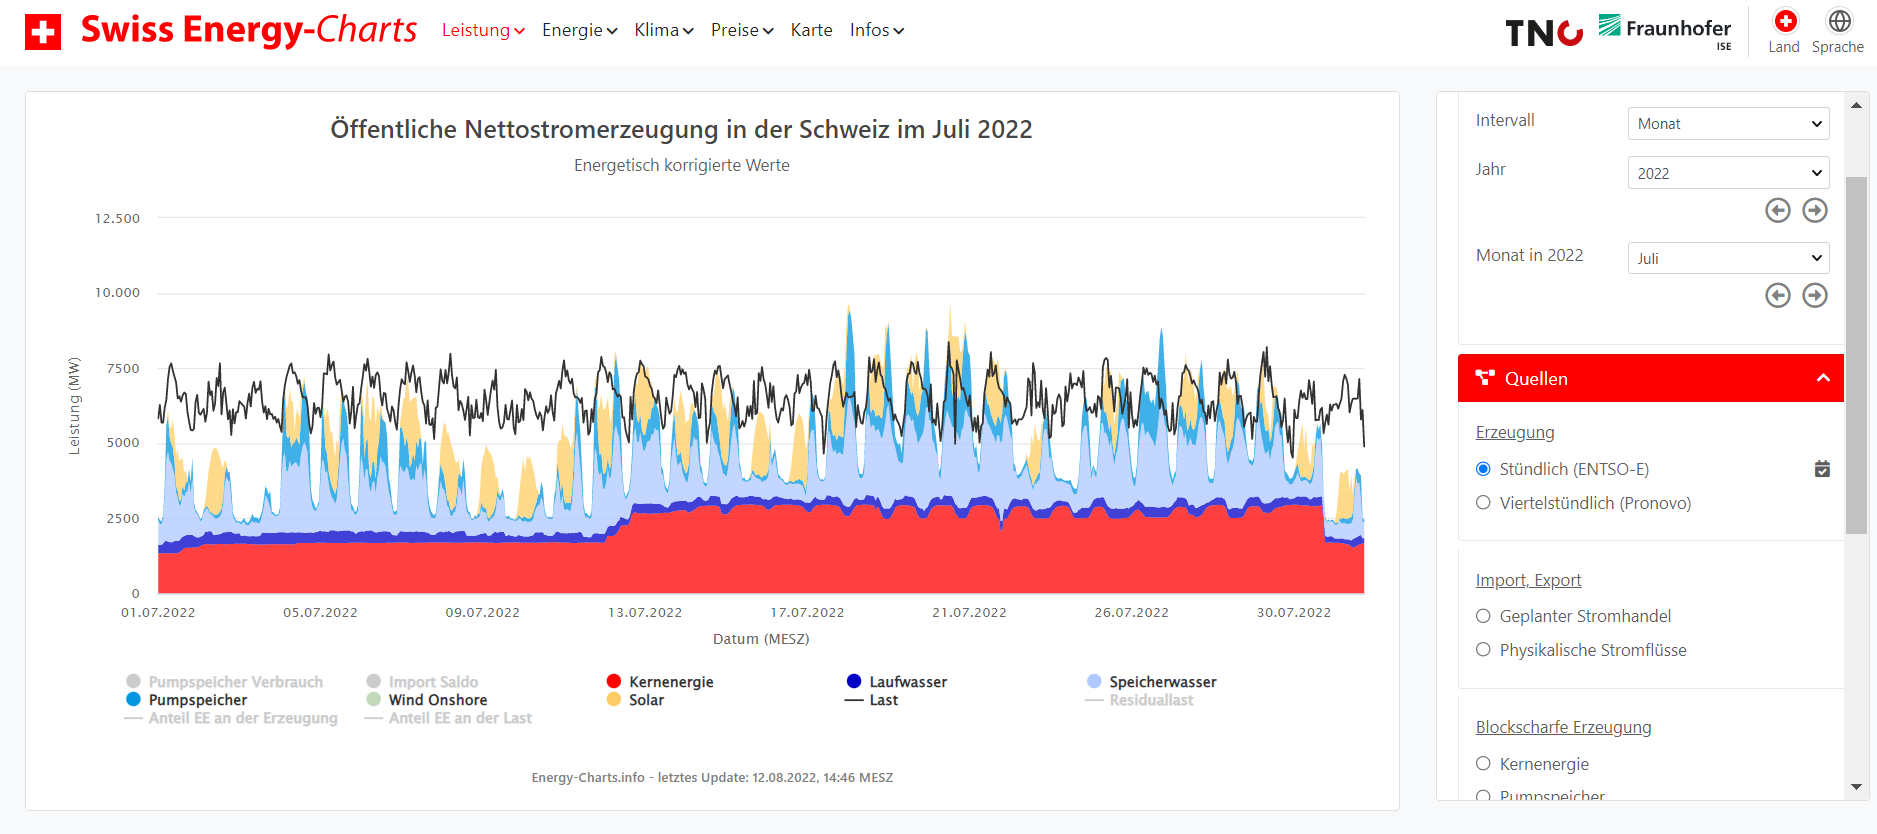 Swiss Energy-Charts
Leistung
Energie
Klima
Preise
Karte
Infos
TNC
Fraunhofer
ISE
Land
Sprache
Öffentliche Nettostromerzeugung in der Schweiz im Juli 2022
Energetisch korrigierte Werte
Leistung (MW)
12.500
10.000
7500
5000
2500
0
01.07.2022
05.07.2022
09.07.2022
13.07.2022
17.07.2022
21.07.2022
26.07.2022
30.07.2022
Datum (MESZ)
Pumpspeicher Verbrauch
Import Saldo
Kernenergie
Laufwasser
Speicherwasser
Pumpspeicher
Wind Onshore
Solar
Last
Residuallast
Anteil EE an der Erzeugung
Anteil EE an der Last
Energy-Charts.info - letztes Update: 12.08.2022, 14:46 MESZ
Intervall
Monat
Jahr
2022
Monat in 2022
Juli
Quellen
Erzeugung
Stündlich (ENTSO-E)
Viertelstündlich (Pronovo)
Import, Export
Geplanter Stromhandel
Physikalische Stromflüsse
Blockscharfe Erzeugung
Kernenergie
Pumpspeicher